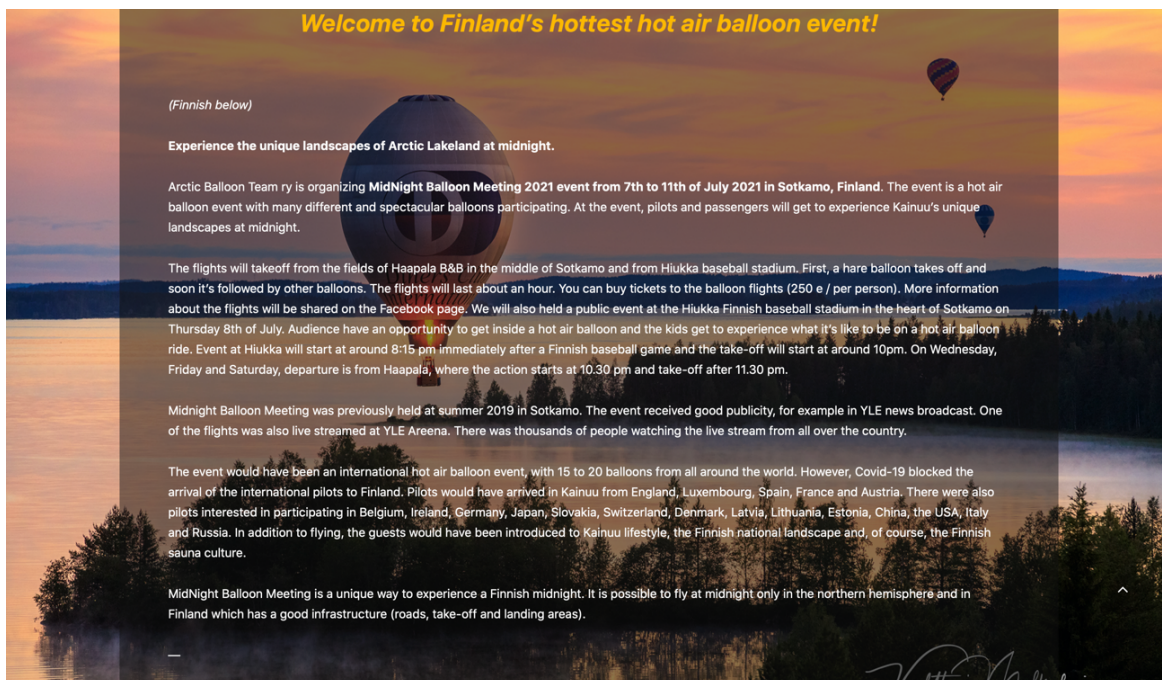 Welcome to Finland's hottest hot air balloon event!
(Finnish below)
Experience the unique landscapes of Arctic Lakeland at midnight.
Arctic Balloon Team ry is organizing MidNight Balloon Meeting 2021 event from 7th to 11th of July 2021 in Sotkamo, Finland. The event is a hot air
balloon event with many different and spectacular balloons participating. At the event, pilots and passengers will get to experience Kainuu's unique
landscapes at midnight.
The flights will takeoff from the fields of Haapala B&B in the middle of Sotkamo and from Hiukka baseball stadium. First, a hare balloon takes off and
soon it's followed by other balloons. The flights will last about an hour. You can buy tickets to the balloon flights (250 e / per person). More information
about the flights will be shared on the Facebook page. We will also held a public event at the Hiukka Finnish baseball stadium in the heart of Sotkamo on
Thursday 8th of July. Audience have an opportunity to get inside a hot air balloon and the kids get to experience what it's like to be on a hot air balloon
ride. Event at Hiukka will start at around 8:15 pm immediately after a Finnish baseball game and the take-off will start at around 10pm. On Wednesday,
Friday and Saturday, departure is from Haapala, where the action starts at 10.30 pm and take-off after 11.30 pm.
Midnight Balloon Meeting was previously held at summer 2019 in Sotkamo. The event received good publicity, for example in YLE news broadcast. One
of the flights was also live streamed at YLE Areena. There was thousands of people watching the live stream from all over the country.
The event would have been an international hot air balloon event, with 15 to 20 balloons from all around the world. However, Covid-19 blocked the
arrival of the international pilots to Finland. Pilots would have arrived in Kainuu from England, Luxembourg, Spain, France and Austria. There were also
pilots interested in participating in Belgium, Ireland, Germany, Japan, Slovakia, Switzerland, Denmark, Latvia, Lithuania, Estonia, China, the USA, Italy
and Russia. In addition to flying, the guests would have been introduced to Kainuu lifestyle, the Finnish national landscape and, of course, the Finnish
sauna culture.
MidNight Balloon Meeting is a unique way to experience a Finnish midnight. It is possible to fly at midnight only in the northern hemisphere and in
Finland which has a good infrastructure (roads, take-off and landing areas).
—